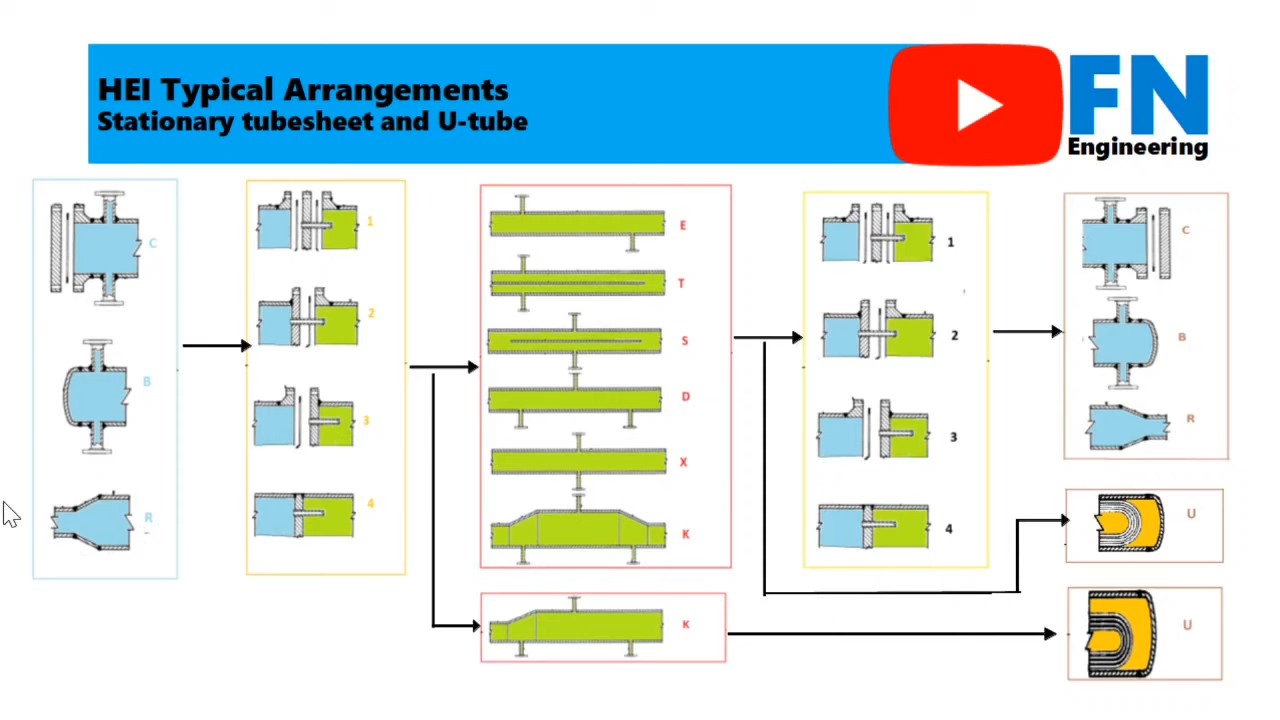 HEI Typical Arrangements
Stationary tubesheet and U-tube
FN
Engineering
C
B
R
1
2
3
4
E
T
S
D
X
K
K
1
2
3
4
C
B
R
U
U